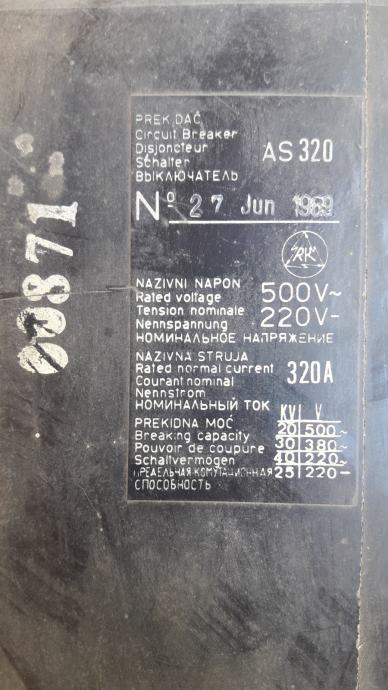 PREKIDAČ
Circuit Breaker
Disjoncteur
Schalter
ВЫКЛЮЧАТЕЛЬ
AS 320
Nº 27 Jun 1969
NAZIVNI NAPON
Rated voltage 500V~
Tension nominale
Nennspannung 220V-
НОМИНАЛЬНОЕ НАПРЯЖЕНИЕ
NAZIVNA STRUJA
Rated normal current 320A
Courant nominal
Nennstrom
НОМИНАЛЬНЫЙ ТОК
PREKIDNA MOĆ
Breaking capacity
Pouvoir de coupure
Schaltvermögen
ПРЕДЕЛЬНАЯ КОМУТАЦИОННАЯ
СПОСОБНОСТЬ
V
20 500~
30 380~
40 220~
25 220-
00871